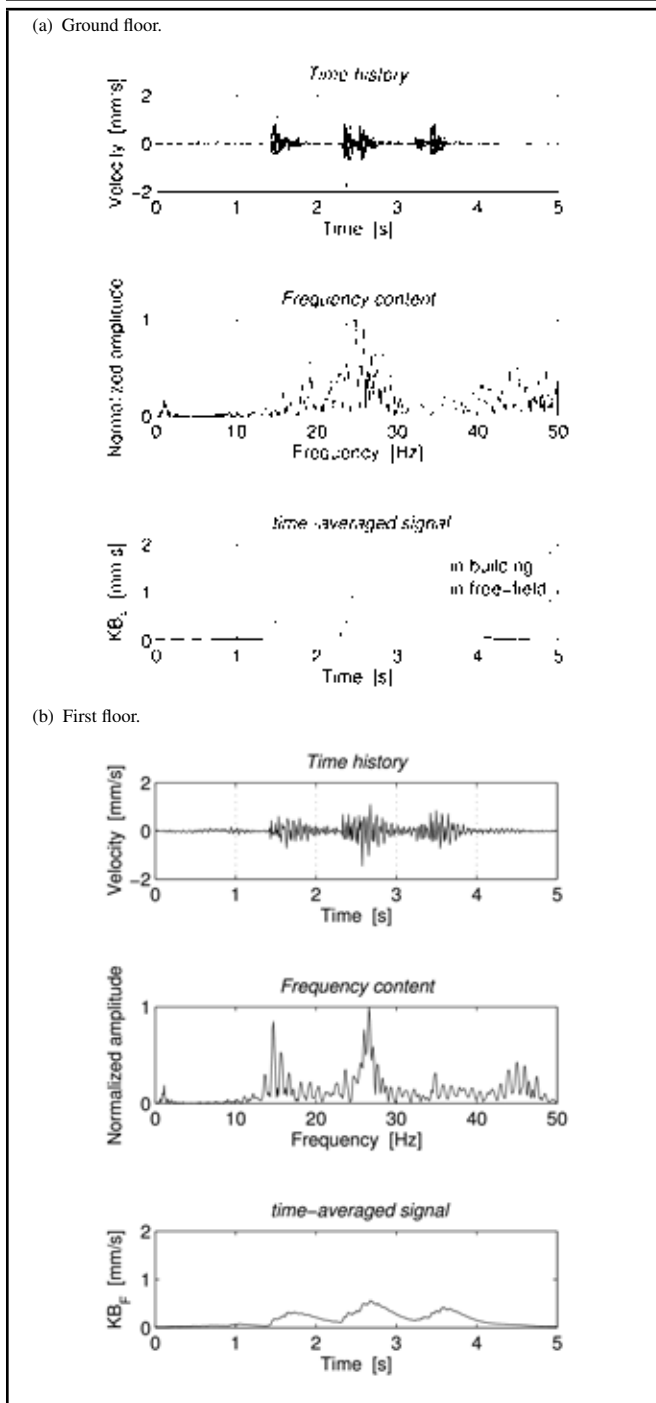 (a) Ground floor.
Time history
2
0
−2
Velocity [mm/s]
0 1 2 3 4 5
Time [s]
Frequency content
1
0
Normalized amplitude
0 10 20 30 40 50
Frequency [Hz]
time-averaged signal
2
1
0
in building
in free-field
0 1 2 3 4 5
Time [s]
(b) First floor.
Time history
2
0
−2
Velocity [mm/s]
0 1 2 3 4 5
Time [s]
Frequency content
1
0
Normalized amplitude
0 10 20 30 40 50
Frequency [Hz]
time−averaged signal
2
1
0
KB_F [mm/s]
0 1 2 3 4 5
Time [s]